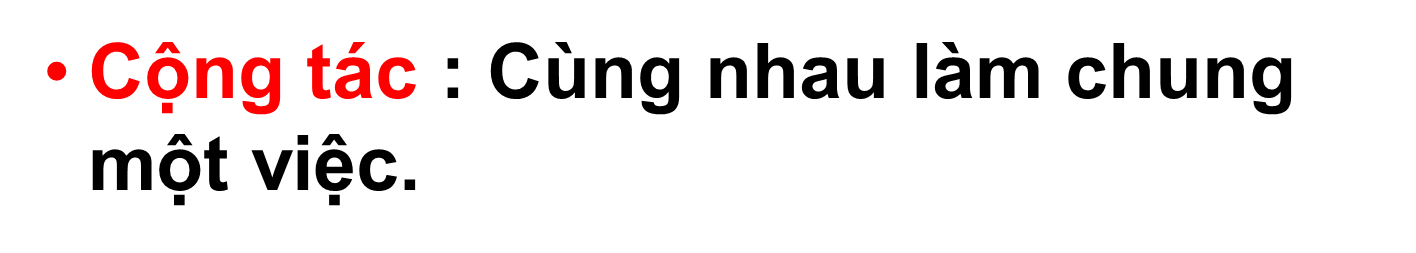 • Cộng tác : Cùng nhau làm chung
một việc.